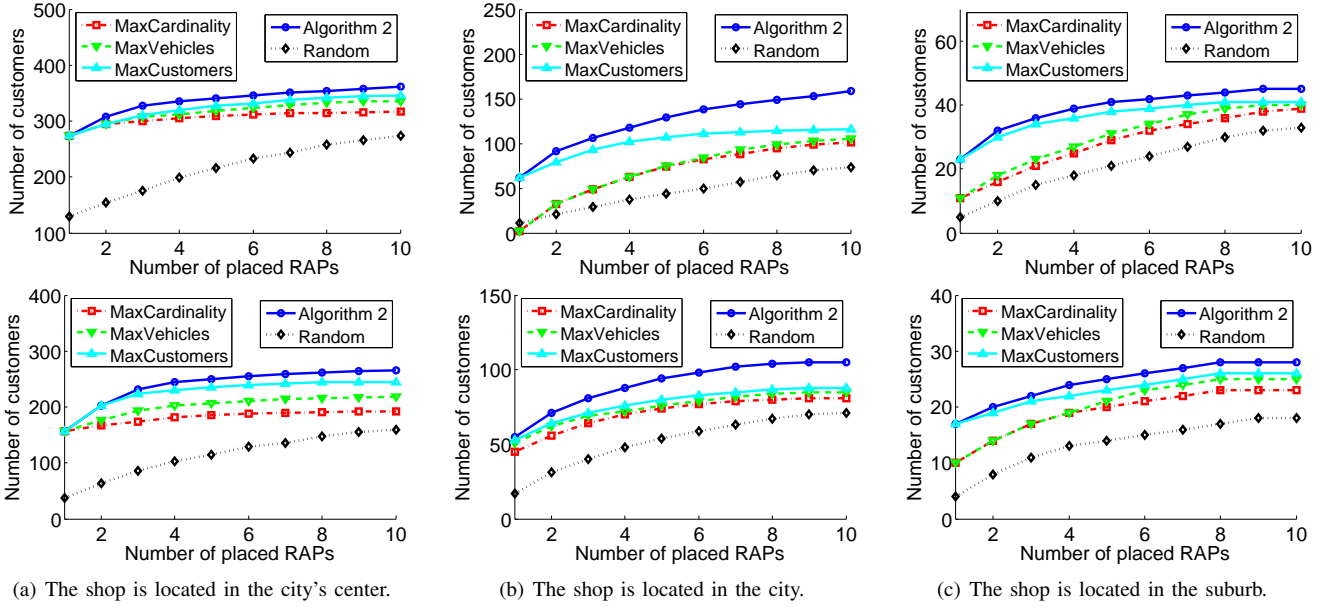 Number of customers
500
400
300
200
100
MaxCardinality
MaxVehicles
MaxCustomers
Algorithm 2
Random
2 4 6 8 10
Number of placed RAPs
Number of customers
250
200
150
100
50
0
MaxCardinality
MaxVehicles
MaxCustomers
Algorithm 2
Random
2 4 6 8 10
Number of placed RAPs
Number of customers
60
40
20
0
MaxCardinality
MaxVehicles
MaxCustomers
Algorithm 2
Random
2 4 6 8 10
Number of placed RAPs
Number of customers
400
300
200
100
0
MaxCardinality
MaxVehicles
MaxCustomers
Algorithm 2
Random
2 4 6 8 10
Number of placed RAPs
Number of customers
150
100
50
0
MaxCardinality
MaxVehicles
MaxCustomers
Algorithm 2
Random
2 4 6 8 10
Number of placed RAPs
Number of customers
40
30
20
10
0
MaxCardinality
MaxVehicles
MaxCustomers
Algorithm 2
Random
2 4 6 8 10
Number of placed RAPs
(a) The shop is located in the city's center.
(b) The shop is located in the city.
(c) The shop is located in the suburb.